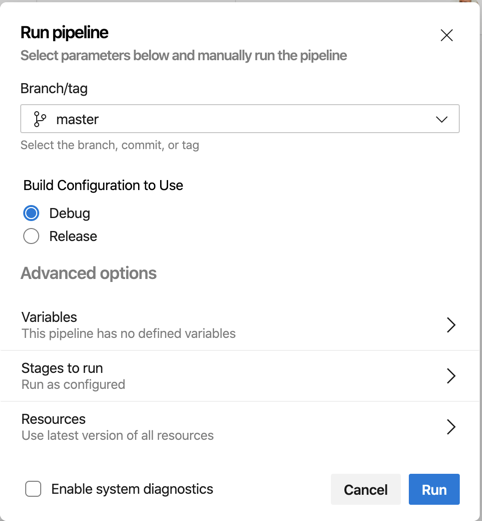 Run pipeline
Select parameters below and manually run the pipeline
Branch/tag
master
Select the branch, commit, or tag
Build Configuration to Use
Debug
Release
Advanced options
Variables
This pipeline has no defined variables
Stages to run
Run as configured
Resources
Use latest version of all resources
Enable system diagnostics
Cancel
Run